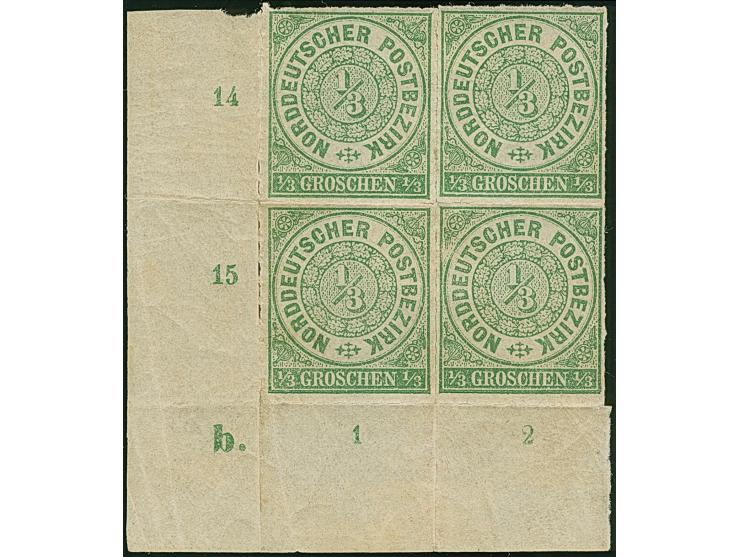 14
NORDDEUTSCHER POSTBEZIRK
1/3
1/3 GROSCHEN 1/3
NORDDEUTSCHER POSTBEZIRK
1/3
1/3 GROSCHEN 1/3
15
NORDDEUTSCHER POSTBEZIRK
1/3
1/3 GROSCHEN 1/3
NORDDEUTSCHER POSTBEZIRK
1/3
1/3 GROSCHEN 1/3
b. 1 2